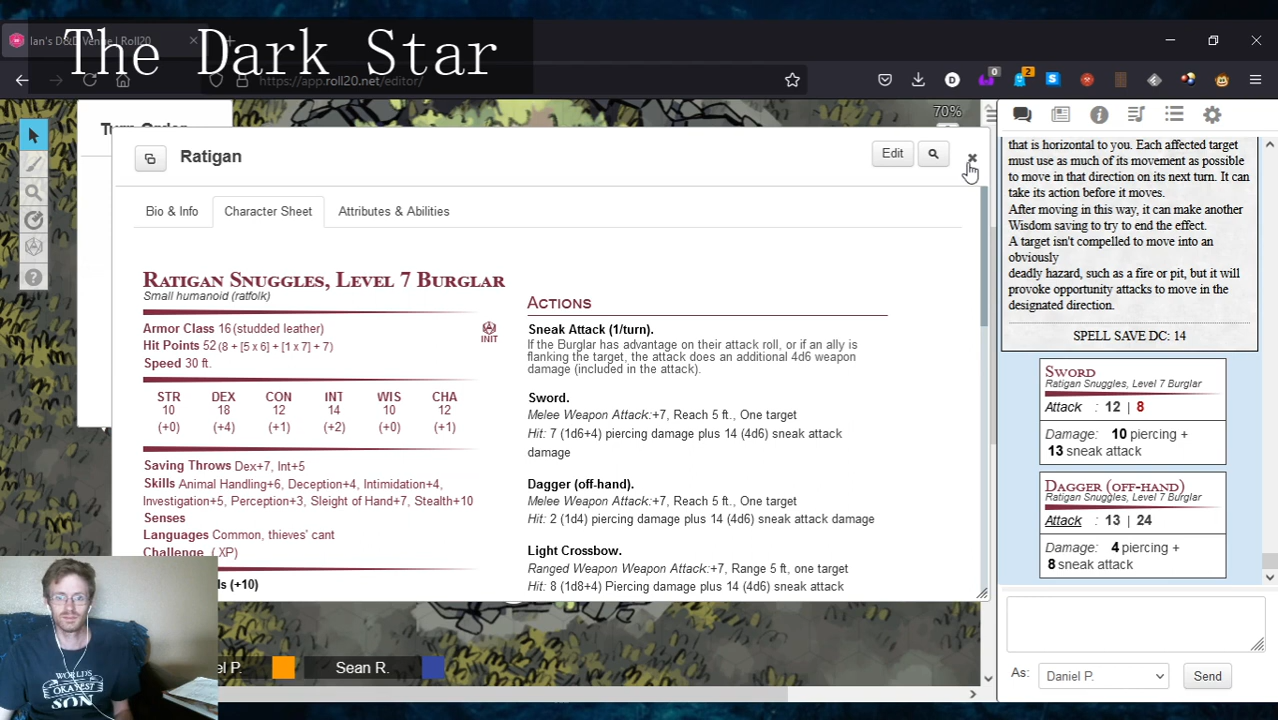 Ian's D&D Venue | Roll20
The Dark Star
https://app.roll20.net/editor/
0
2
D
S
70%
Ratigan
Edit
Bio & Info
Character Sheet
Attributes & Abilities
Ratigan Snuggles, Level 7 Burglar
Small humanoid (ratfolk)
Armor Class 16 (studded leather)
Hit Points 52 (8 + [5 x 6] + [1 x 7] + 7)
Speed 30 ft.
INIT
STR DEX CON INT WIS CHA
10 18 12 14 10 12
(+0) (+4) (+1) (+2) (+0) (+1)
Saving Throws Dex+7, Int+5
Skills Animal Handling+6, Deception+4, Intimidation+4,
Investigation+5, Perception+3, Sleight of Hand+7, Stealth+10
Senses
Languages Common, thieves' cant
Challenge ( XP)
(+10)
Actions
Sneak Attack (1/turn).
If the Burglar has advantage on their attack roll, or if an ally is
flanking the target, the attack does an additional 4d6 weapon
damage (included in the attack).
Sword.
Melee Weapon Attack:+7, Reach 5 ft., One target
Hit: 7 (1d6+4) piercing damage plus 14 (4d6) sneak attack
damage
Dagger (off-hand).
Melee Weapon Attack:+7, Reach 5 ft., One target
Hit: 2 (1d4) piercing damage plus 14 (4d6) sneak attack damage
Light Crossbow.
Ranged Weapon Weapon Attack:+7, Range 5 ft, one target
Hit: 8 (1d8+4) Piercing damage plus 14 (4d6) sneak attack
Sean R.
WORLD'S
OKAYEST
SON
that is horizontal to you. Each affected target
must use as much of its movement as possible
to move in that direction on its next turn. It can
take its action before it moves.
After moving in this way, it can make another
Wisdom saving to try to end the effect.
A target isn't compelled to move into an
obviously
deadly hazard, such as a fire or pit, but it will
provoke opportunity attacks to move in the
designated direction.
SPELL SAVE DC: 14
Sword
Ratigan Snuggles, Level 7 Burglar
Attack : 12 | 8
Damage: 10 piercing +
13 sneak attack
Dagger (off-hand)
Ratigan Snuggles, Level 7 Burglar
Attack : 13 | 24
Damage: 4 piercing +
8 sneak attack
As: Daniel P. Send